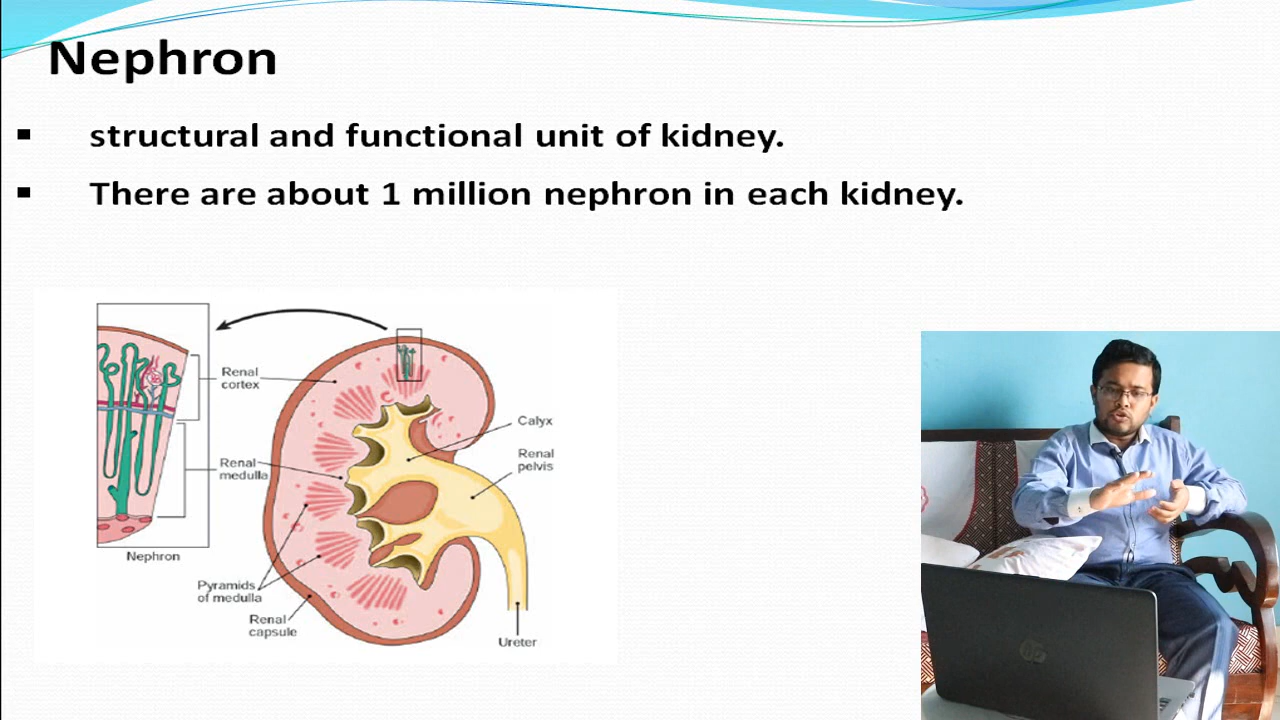 Nephron
▪ structural and functional unit of kidney.
▪ There are about 1 million nephron in each kidney.
Renal
cortex
Calyx
Renal
pelvis
Renal
medulla
Nephron
Pyramids
of medulla
Renal
capsule
Ureter
hp